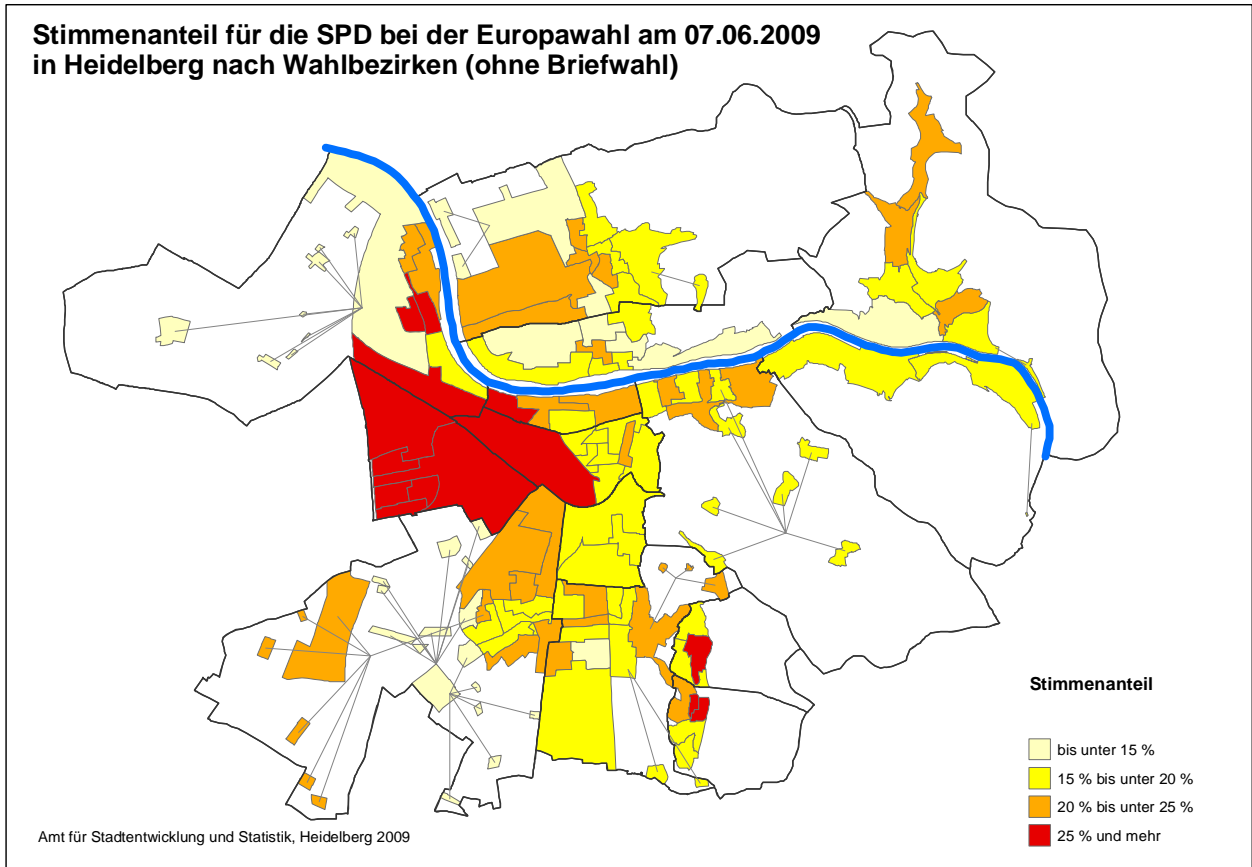 Stimmenanteil für die SPD bei der Europawahl am 07.06.2009
in Heidelberg nach Wahlbezirken (ohne Briefwahl)
Stimmenanteil
bis unter 15 %
15 % bis unter 20 %
20 % bis unter 25 %
25 % und mehr
Amt für Stadtentwicklung und Statistik, Heidelberg 2009